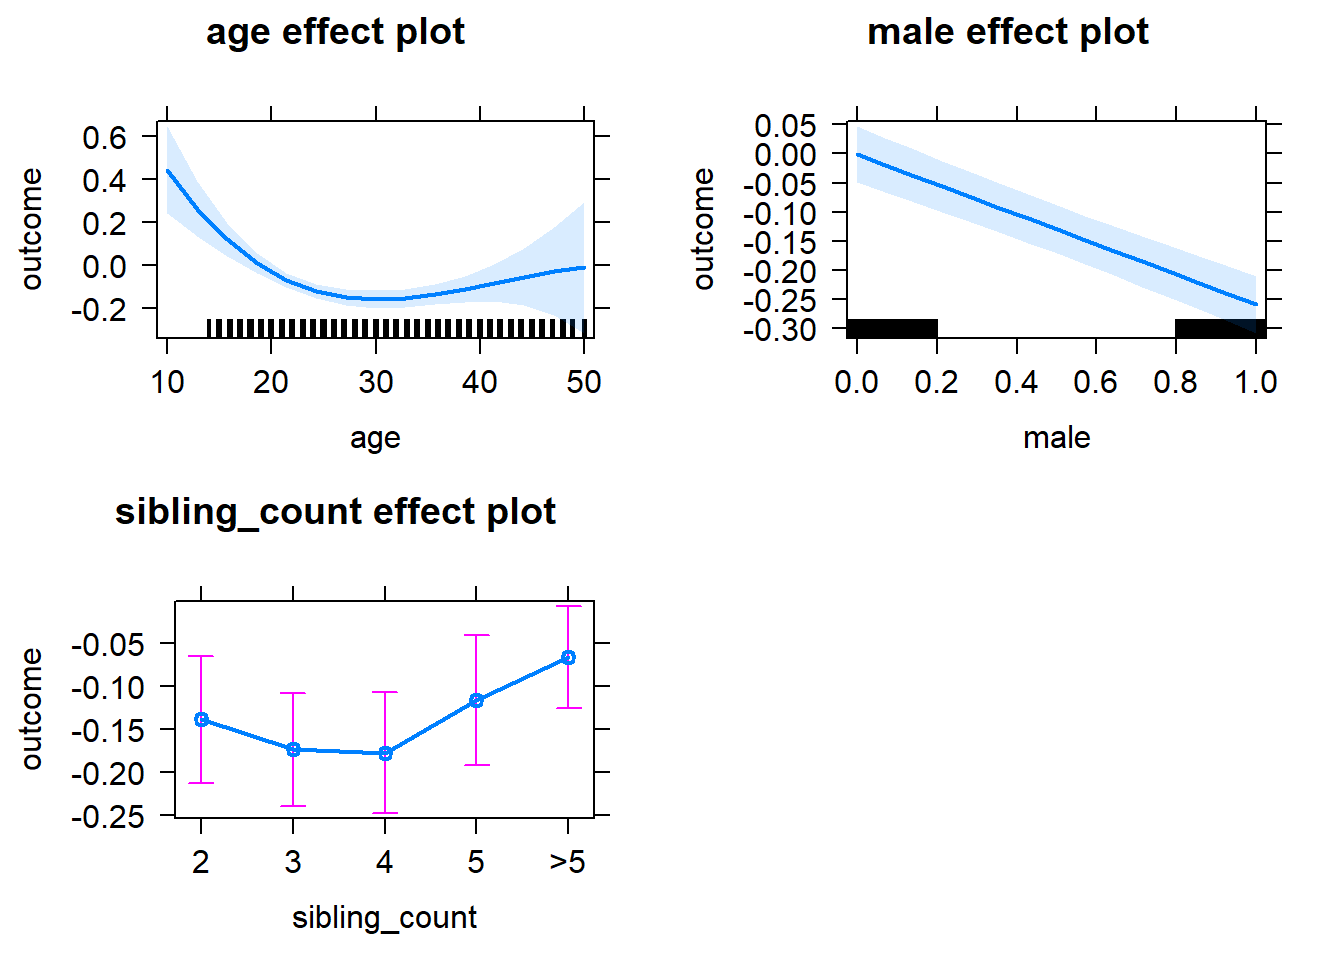 age effect plot
outcome
0.6
0.4
0.2
0.0
-0.2
10 20 30 40 50
age
male effect plot
outcome
0.05
0.00
-0.05
-0.10
-0.15
-0.20
-0.25
-0.30
0.0 0.2 0.4 0.6 0.8 1.0
male
sibling_count effect plot
outcome
-0.05
-0.10
-0.15
-0.20
-0.25
2 3 4 5 >5
sibling_count